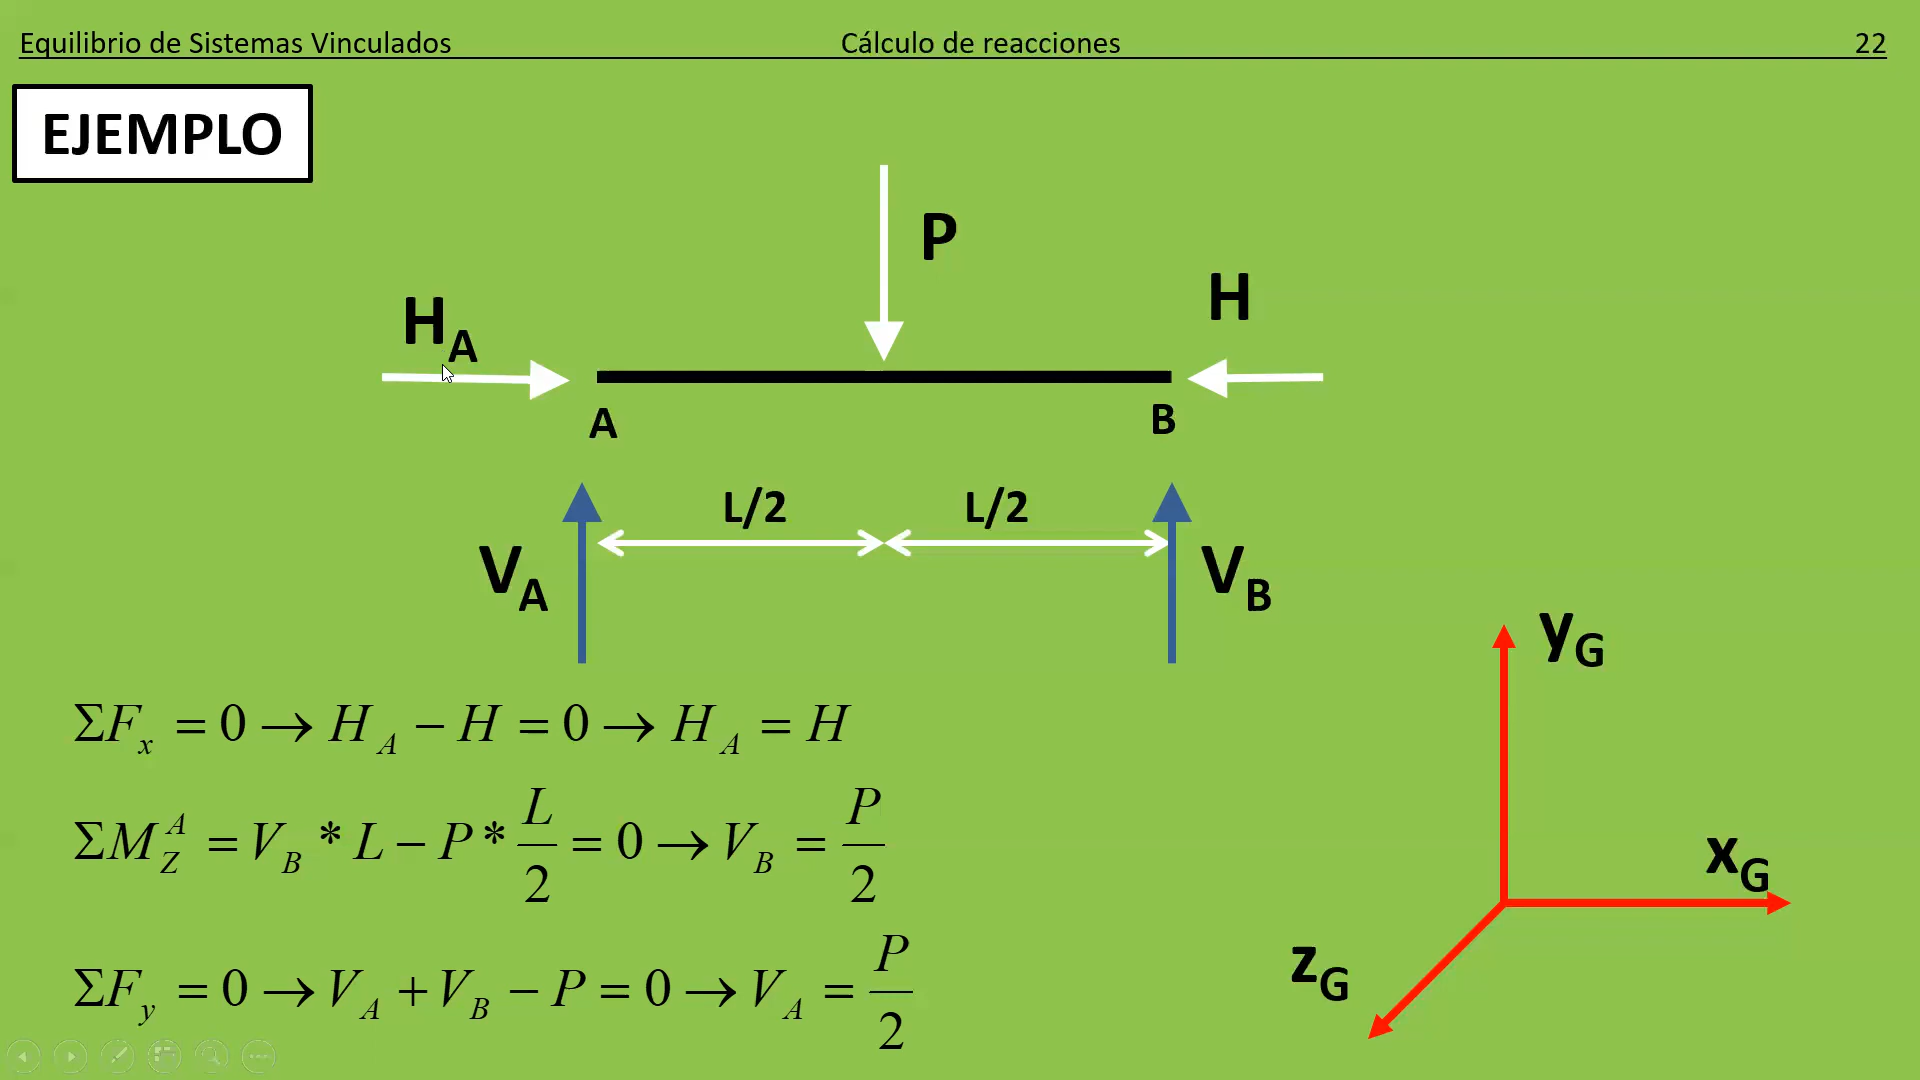 Equilibrio de Sistemas Vinculados Cálculo de reacciones 22
EJEMPLO
P
H
H_A
A B
L/2 L/2
V_A V_B
y_G
x_G
z_G
ΣF_x = 0 → H_A − H = 0 → H_A = H
ΣM_Z^A = V_B * L − P * L/2 = 0 → V_B = P/2
ΣF_y = 0 → V_A + V_B − P = 0 → V_A = P/2